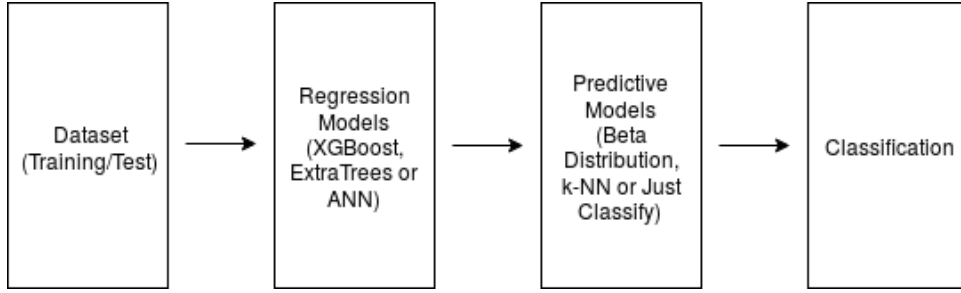 Dataset
(Training/Test)
Regression
Models
(XGBoost,
ExtraTrees or
ANN)
Predictive
Models
(Beta
Distribution,
k-NN or Just
Classify)
Classification